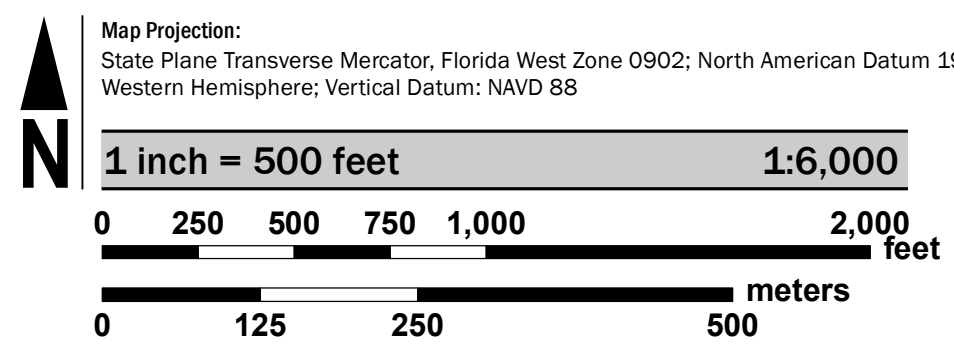 Map Projection:
State Plane Transverse Mercator, Florida West Zone 0902; North American Datum
Western Hemisphere; Vertical Datum: NAVD 88
N
1 inch = 500 feet 1:6,000
0 250 500 750 1,000 2,000
feet
meters
0 125 250 500